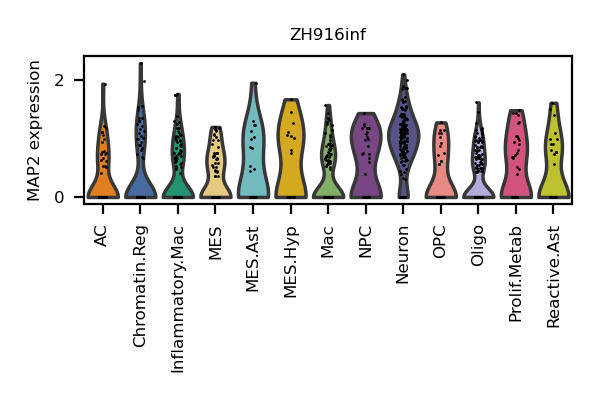 ZH916inf
MAP2 expression
2
0
AC
Chromatin.Reg
Inflammatory.Mac
MES
MES.Ast
MES.Hyp
Mac
NPC
Neuron
OPC
Oligo
Prolif.Metab
Reactive.Ast